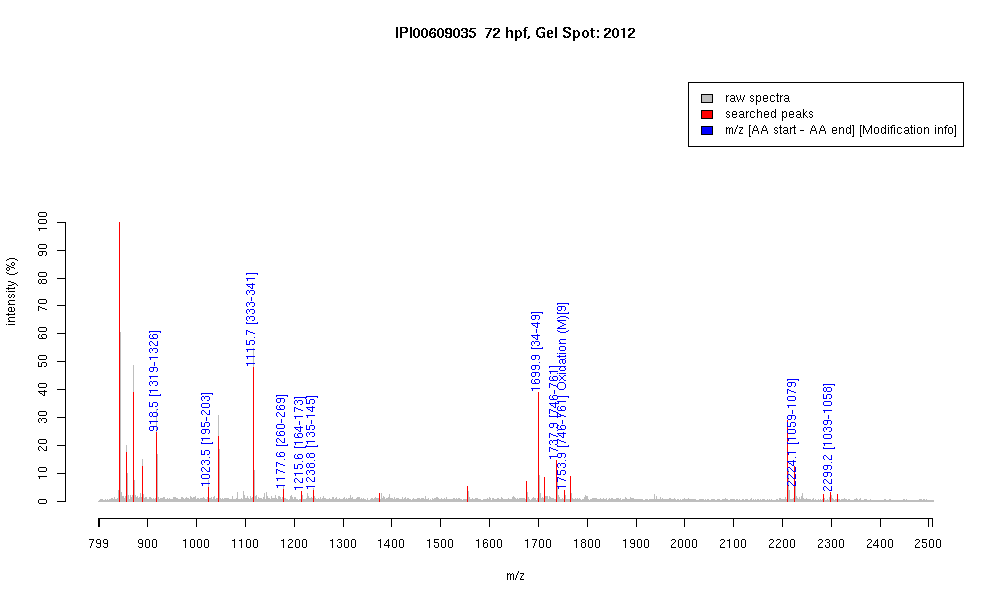 IPI00609035 72 hpf, Gel Spot: 2012
raw spectra
searched peaks
m/z [AA start - AA end] [Modification info]
intensity (%)
100
90
80
70
60
50
40
30
20
10
0
918.5 [1319-1326]
1023.5 [195-203]
1115.7 [333-341]
1177.6 [260-269]
1215.6 [164-173]
1238.8 [135-145]
1699.9 [34-49]
1737.9 [746-761]
1753.9 [746-761] Oxidation (M)[9]
2224.1 [1059-1079]
2299.2 [1039-1058]
799 900 1000 1100 1200 1300 1400 1500 1600 1700 1800 1900 2000 2100 2200 2300 2400 2500
m/z